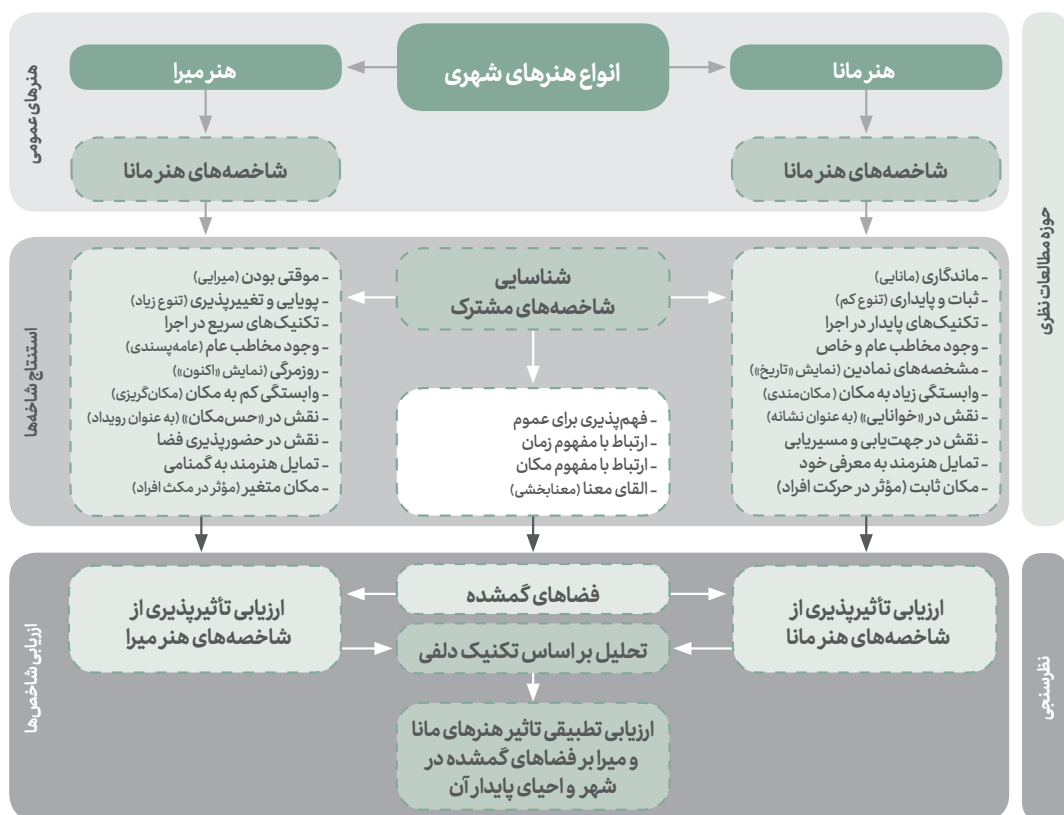 انواع هنرهای شهری
هنر مانا
هنر میرا
شاخصه‌های هنر مانا
شاخصه‌های هنر مانا
هنرهای عمومی
حوزه مطالعات نظری
شناسایی
شاخصه‌های مشترک
- ماندگاری (مانایی)
- ثبات و پایداری (تنوع کم)
- تکنیک‌های پایدار در اجرا
- وجود مخاطب عام و خاص
- مشخصه‌های نمادین (نمایش «تاریخ»)
- وابستگی زیاد به مکان (مکان‌مندی)
- نقش در «خوانایی» (به عنوان نشانه)
- نقش در جهت‌یابی و مسیریابی
- تمایل هنرمند به معرفی خود
- مکان ثابت (مؤثر در حرکت افراد)
- فهم‌پذیری برای عموم
- ارتباط با مفهوم زمان
- ارتباط با مفهوم مکان
- القای معنا (معنابخشی)
- موقتی بودن (میرایی)
- پویایی و تغییرپذیری (تنوع زیاد)
- تکنیک‌های سریع در اجرا
- وجود مخاطب عام (عامه‌پسندی)
- روزمرگی (نمایش «اکنون»)
- وابستگی کم به مکان (مکان‌گریزی)
- نقش در «حس مکان» (به عنوان رویداد)
- نقش در حضورپذیری فضا
- تمایل هنرمند به گمنامی
- مکان متغیر (مؤثر در مکث افراد)
استنتاج شاخه‌ها
فضاهای گمشده
ارزیابی تأثیرپذیری از
شاخصه‌های هنر مانا
ارزیابی تأثیرپذیری از
شاخصه‌های هنر میرا
تحلیل بر اساس تکنیک دلفی
ارزیابی تطبیقی تاثیر هنرهای مانا
و میرا بر فضاهای گمشده در
شهر و احیای پایدار آن
ارزیابی شاخص‌ها
نظرسنجی